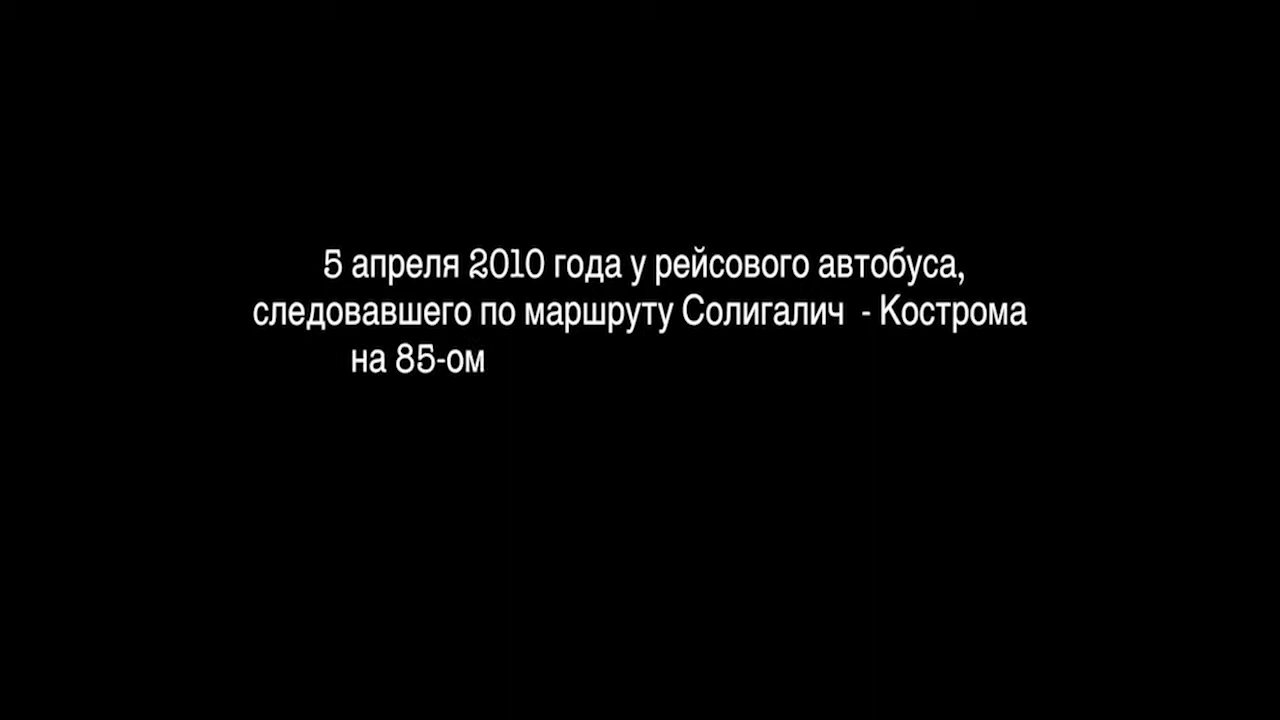 5 апреля 2010 года у рейсового автобуса,
следовавшего по маршруту Солигалич - Кострома
на 85-ом